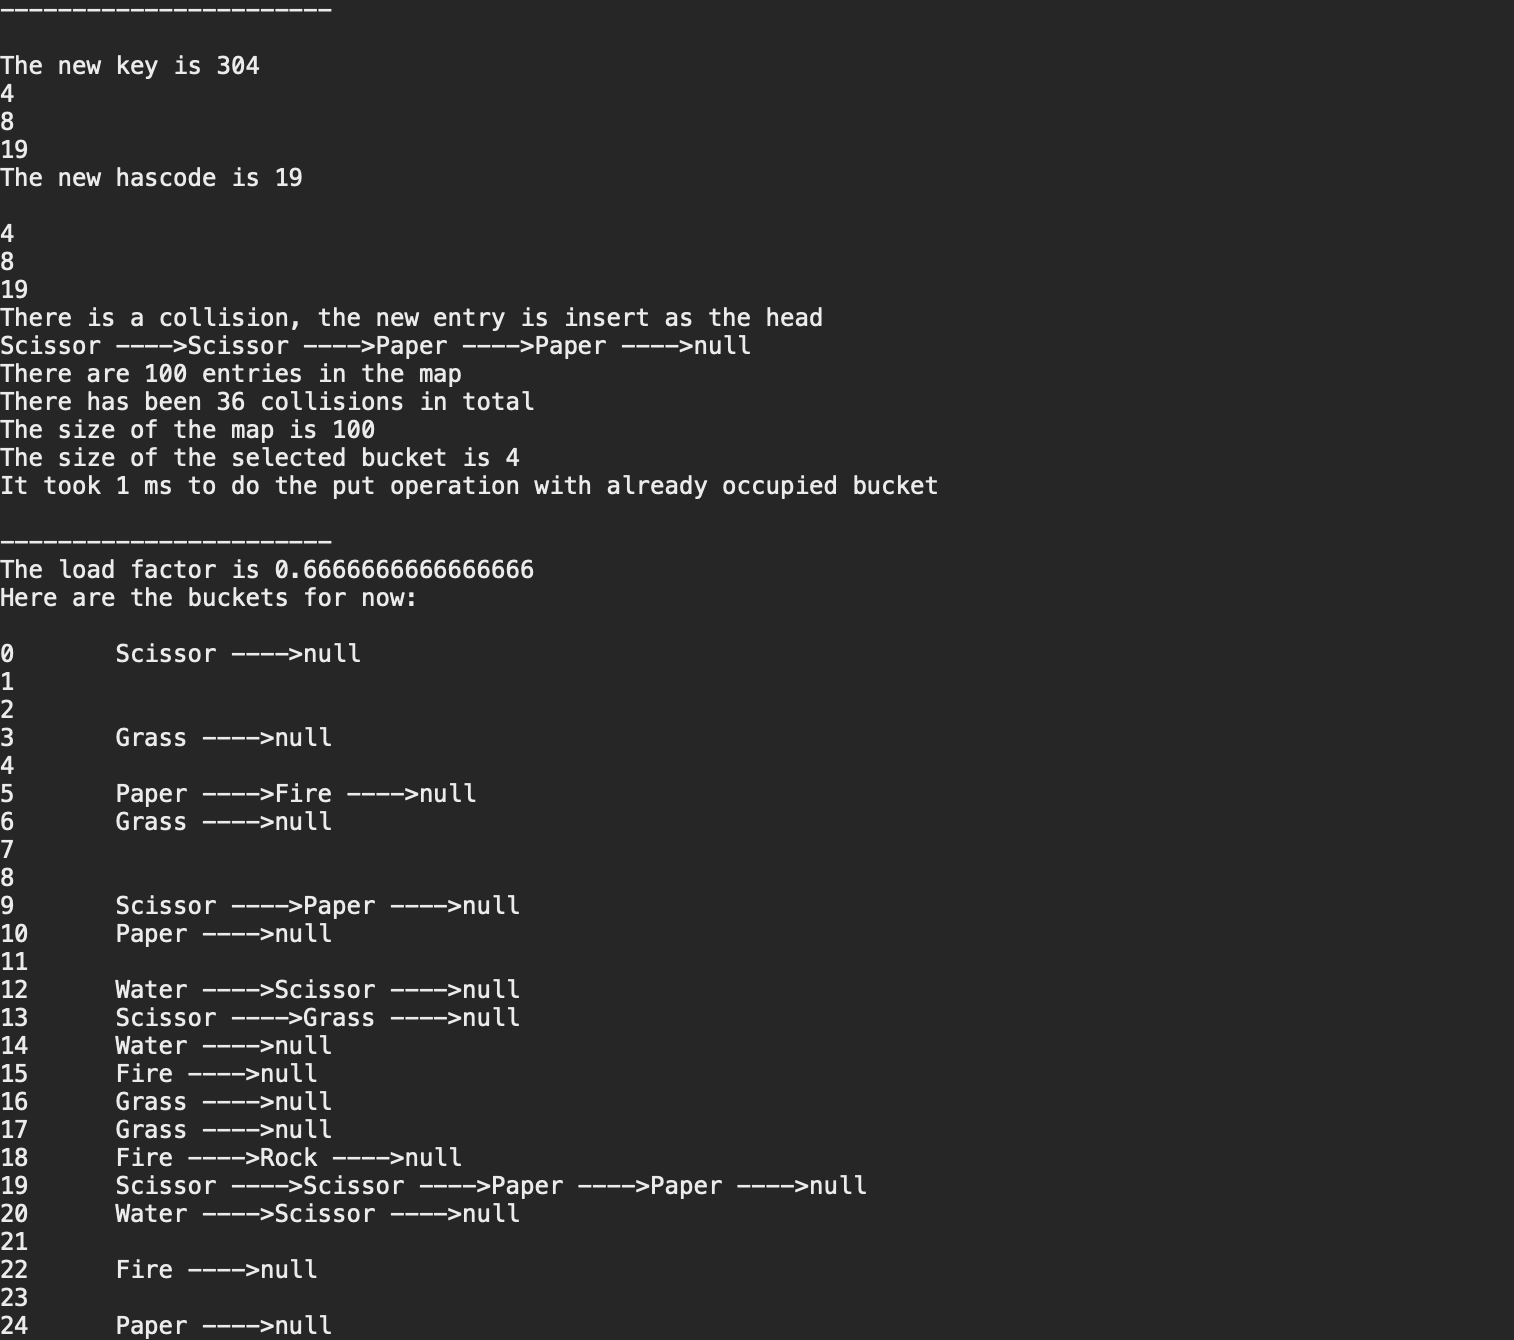 -----------------------
The new key is 304
4
8
19
The new hascode is 19
4
8
19
There is a collision, the new entry is insert as the head
Scissor ---->Scissor ---->Paper ---->Paper ---->null
There are 100 entries in the map
There has been 36 collisions in total
The size of the map is 100
The size of the selected bucket is 4
It took 1 ms to do the put operation with already occupied bucket
-----------------------
The load factor is 0.6666666666666666
Here are the buckets for now:
0 Scissor ---->null
1
2
3 Grass ---->null
4
5 Paper ---->Fire ---->null
6 Grass ---->null
7
8
9 Scissor ---->Paper ---->null
10 Paper ---->null
11
12 Water ---->Scissor ---->null
13 Scissor ---->Grass ---->null
14 Water ---->null
15 Fire ---->null
16 Grass ---->null
17 Grass ---->null
18 Fire ---->Rock ---->null
19 Scissor ---->Scissor ---->Paper ---->Paper ---->null
20 Water ---->Scissor ---->null
21
22 Fire ---->null
23
24 Paper ---->null